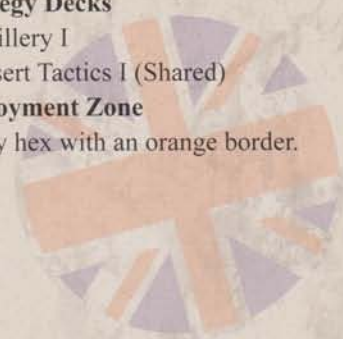 egy Decks
illery I
sert Tactics I (Shared)
oyment Zone
y hex with an orange border.